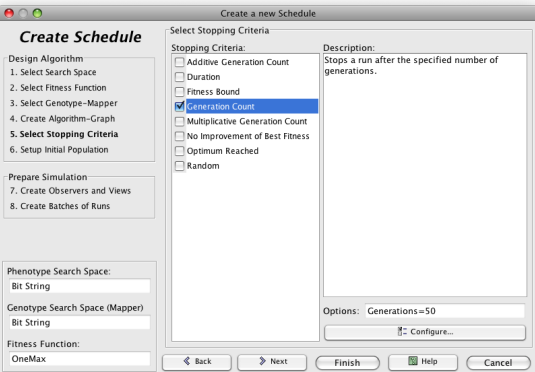 Create a new Schedule
Create Schedule
Design Algorithm
1. Select Search Space
2. Select Fitness Function
3. Select Genotype-Mapper
4. Create Algorithm-Graph
5. Select Stopping Criteria
6. Setup Initial Population
Prepare Simulation
7. Create Observers and Views
8. Create Batches of Runs
Phenotype Search Space:
Bit String
Genotype Search Space (Mapper)
Bit String
Fitness Function:
OneMax
Select Stopping Criteria
Stopping Criteria:
Additive Generation Count
Duration
Fitness Bound
Generation Count
Multiplicative Generation Count
No Improvement of Best Fitness
Optimum Reached
Random
Description:
Stops a run after the specified number of
generations.
Options: Generations=50
Configure...
Back Next Finish Help Cancel